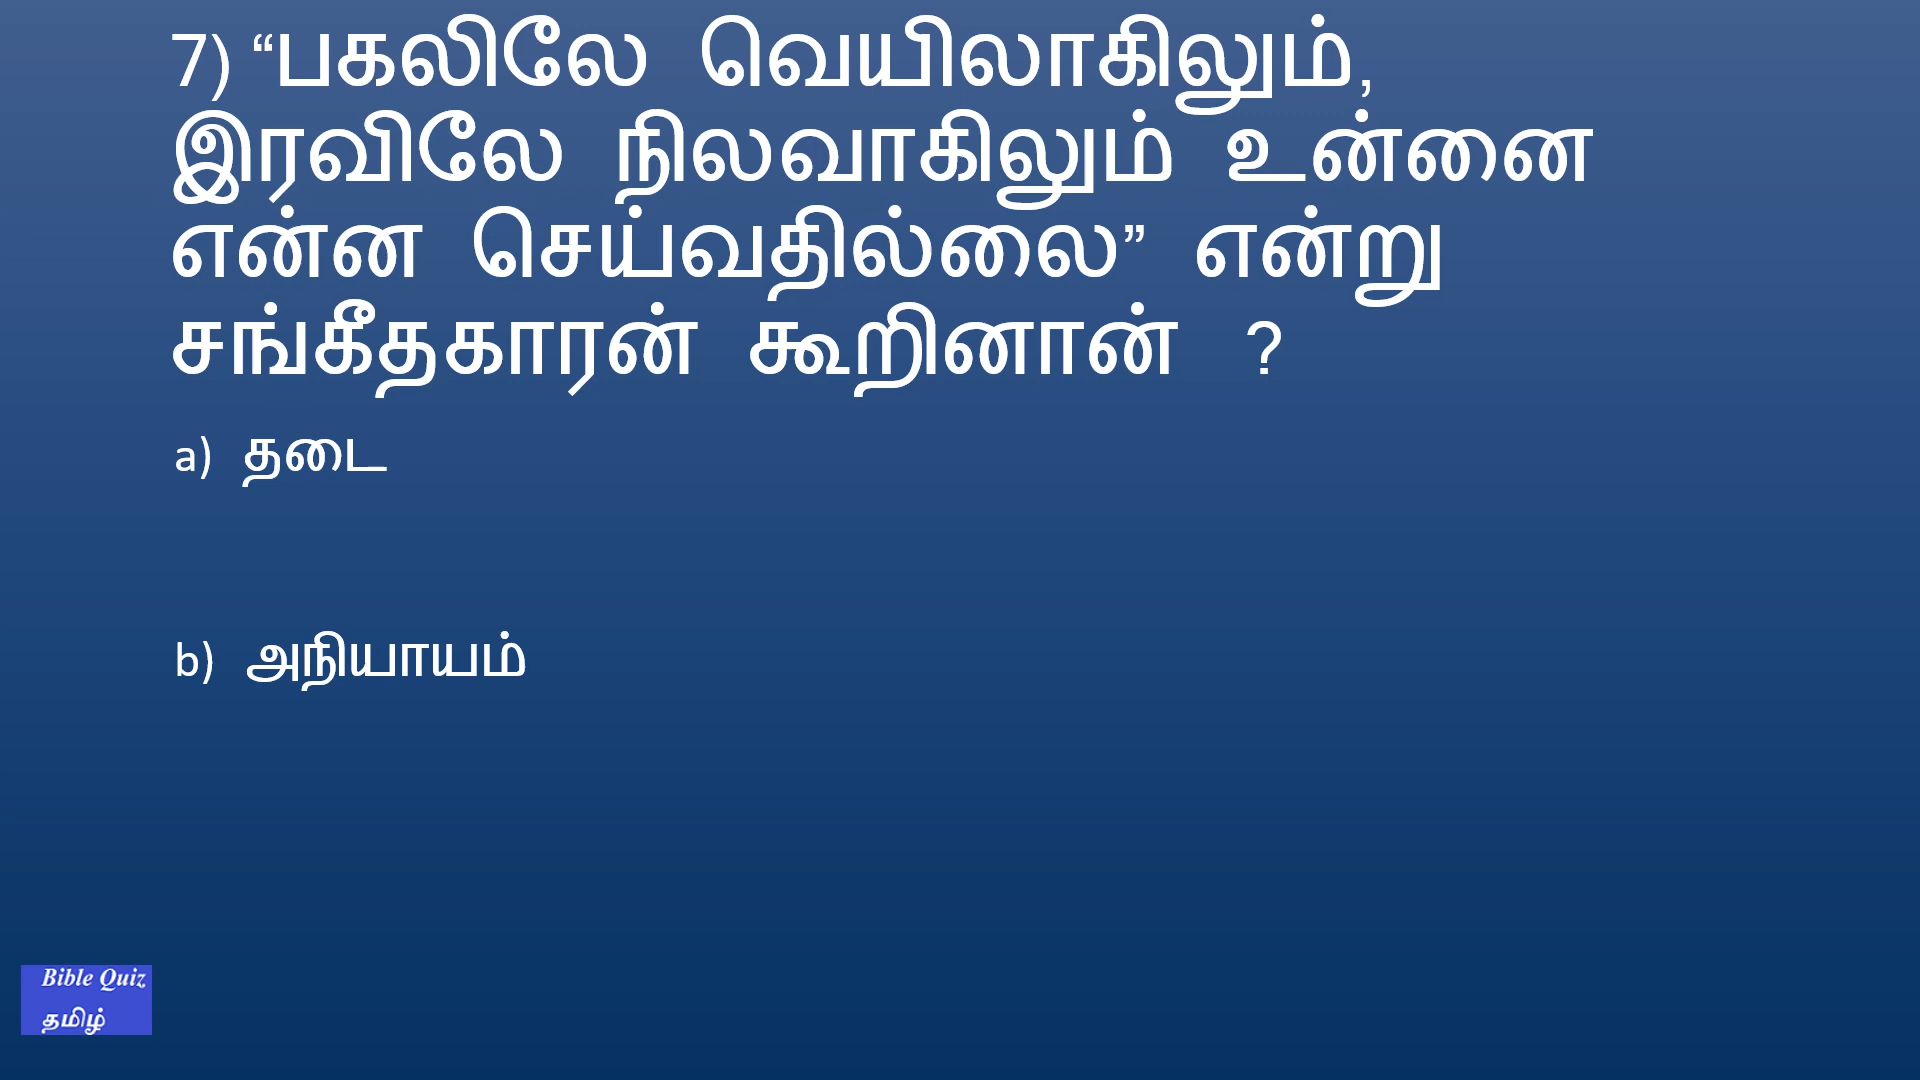 7) “பகலிலே வெயிலாகிலும்,
இரவிலே நிலவாகிலும் உன்னை
என்ன செய்வதில்லை” என்று
சங்கீதகாரன் கூறினான் ?
a) தடை
b) அநியாயம்
Bible Quiz
தமிழ்